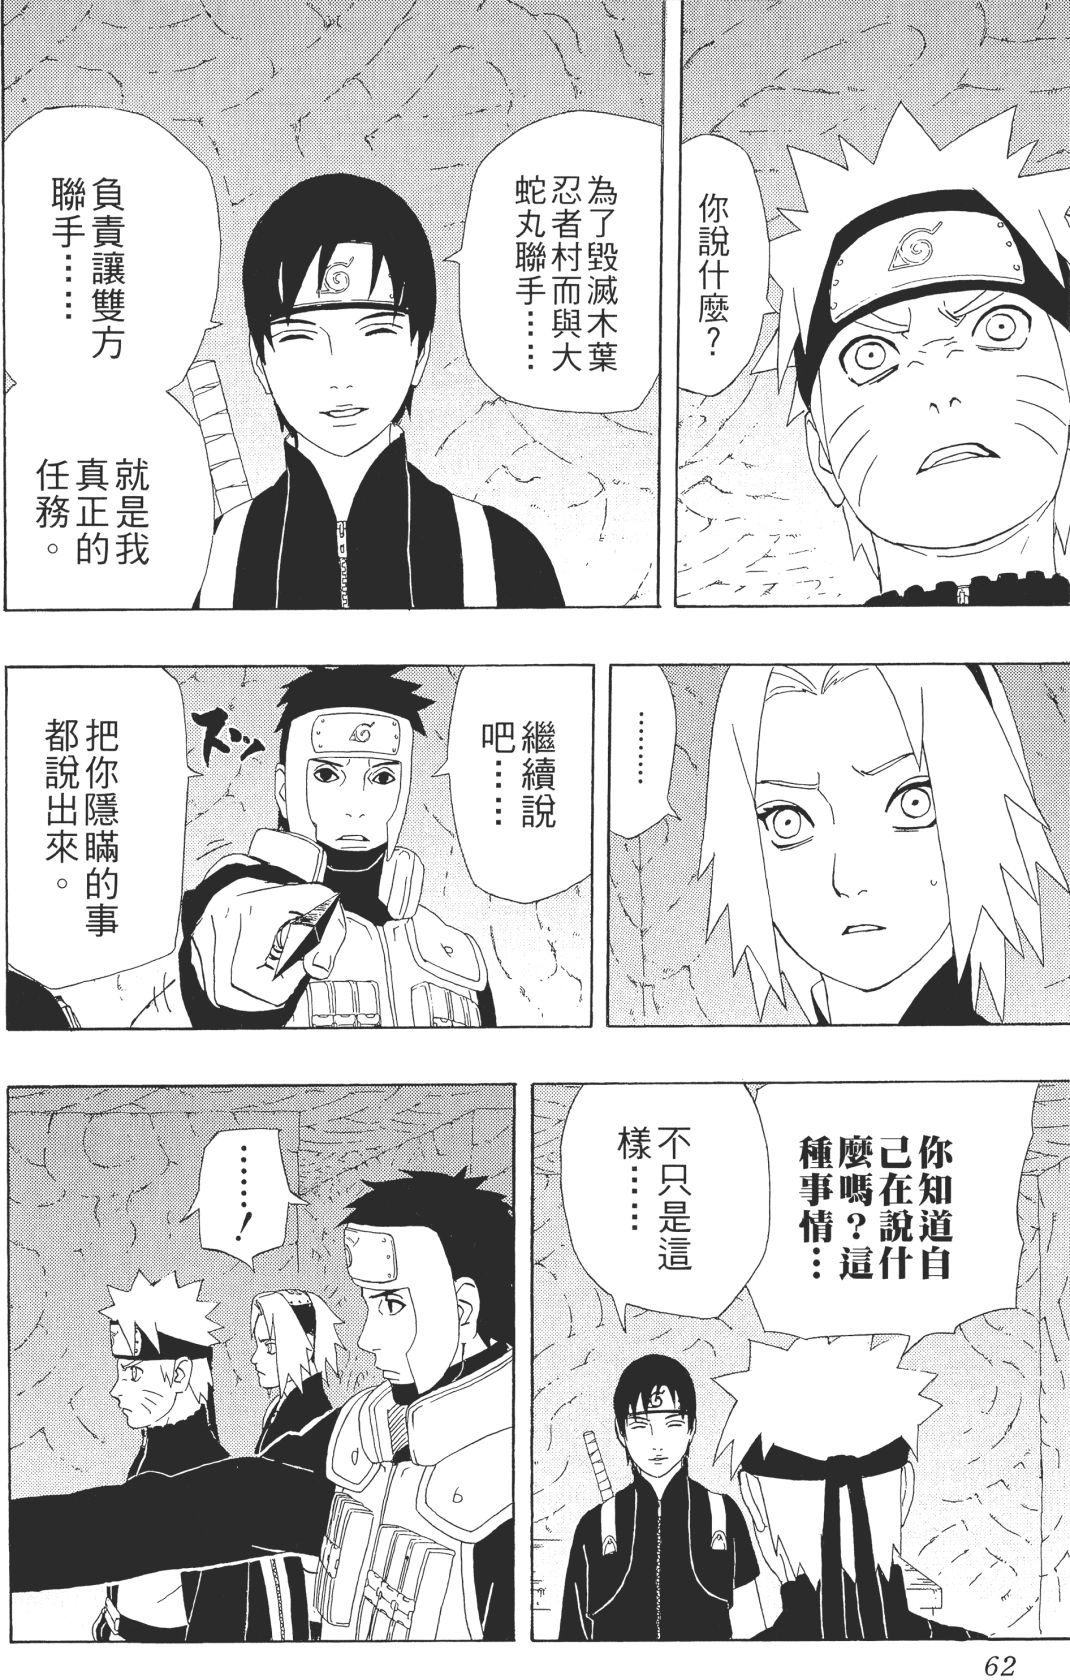 你說什麼?
為了毀滅木葉
忍者村而與大
蛇丸聯手……
負責讓雙方
聯手……
就是我
真正的
任務。
………
繼續說
吧……
ズッ
把你隱瞞的事
都說出來。
你知道自
己在說什
麼嗎？這
種事情…
不只是這
樣……
……!
62